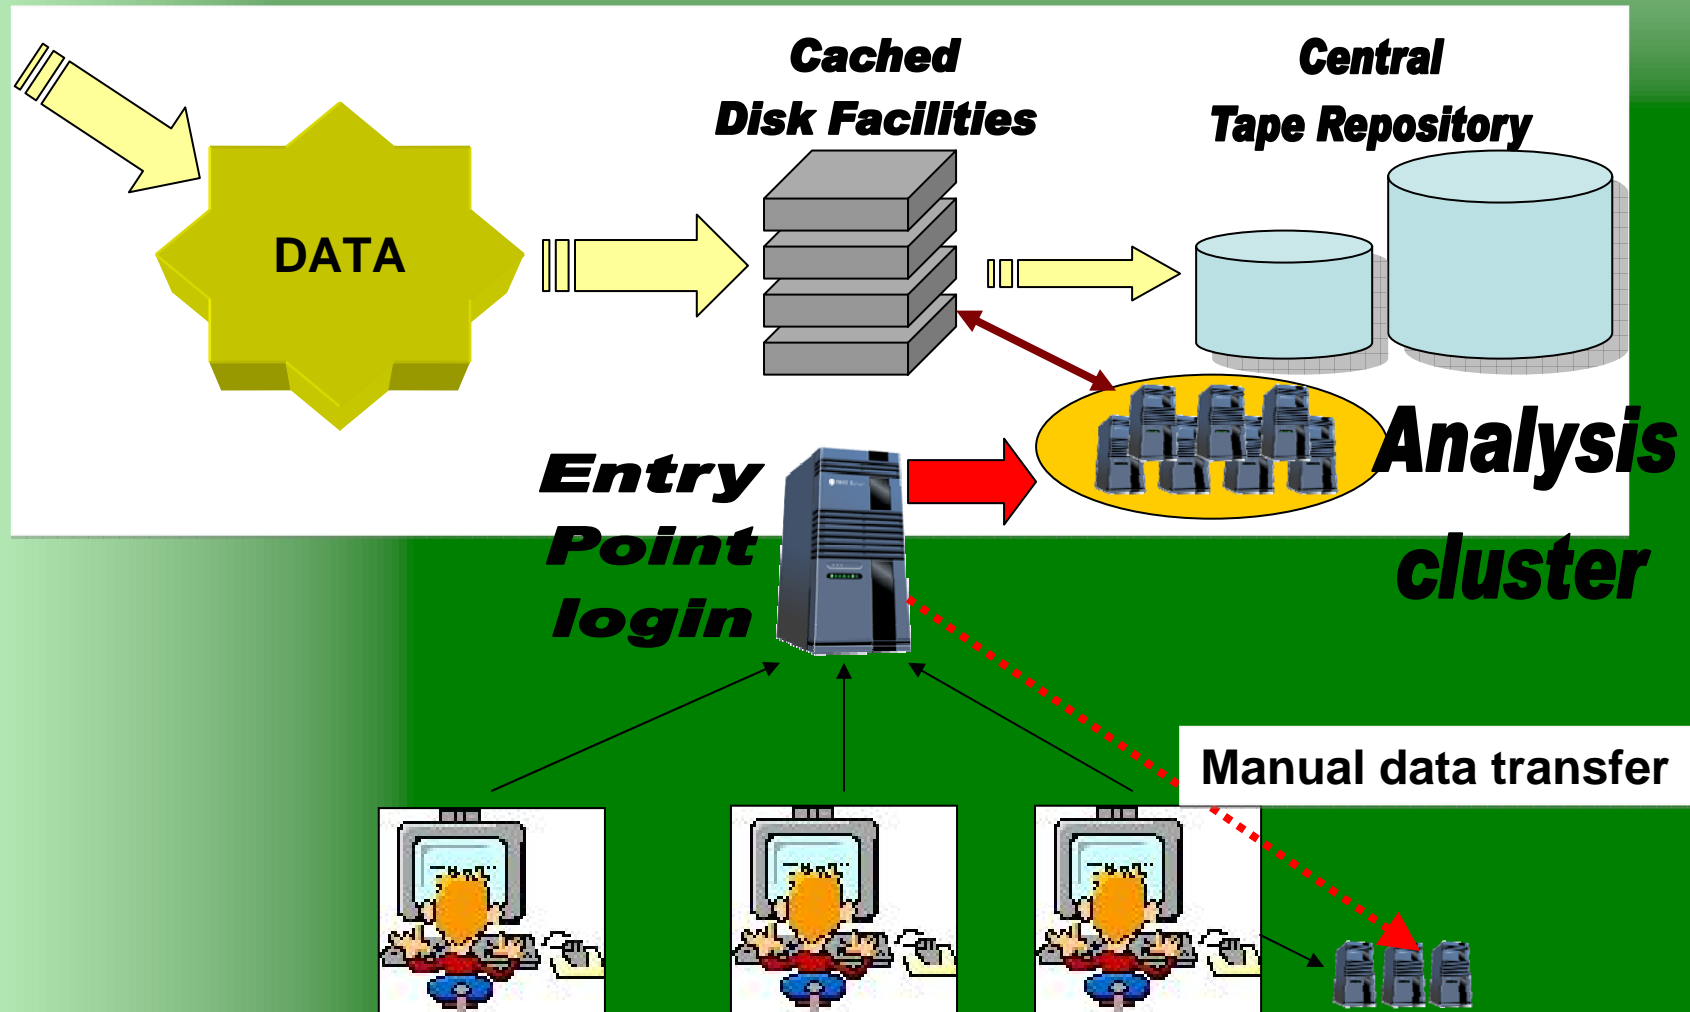 Cached
Disk Facilities
Central
Tape Repository
DATA
Analysis
cluster
Entry
Point
login
Manual data transfer